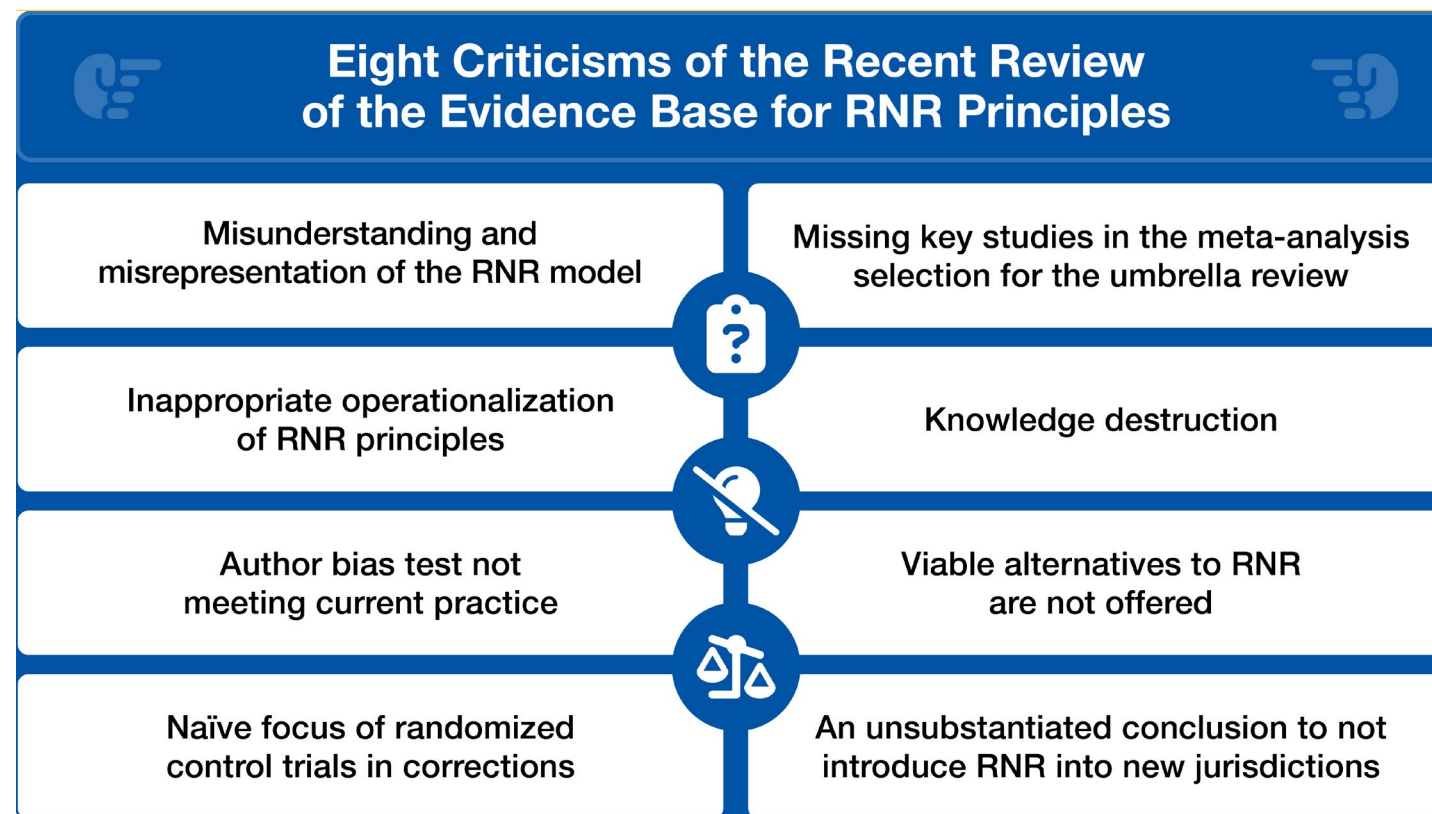 Eight Criticisms of the Recent Review
of the Evidence Base for RNR Principles
Misunderstanding and
misrepresentation of the RNR model
Missing key studies in the meta-analysis
selection for the umbrella review
Inappropriate operationalization
of RNR principles
Knowledge destruction
Author bias test not
meeting current practice
Viable alternatives to RNR
are not offered
Naïve focus of randomized
control trials in corrections
An unsubstantiated conclusion to not
introduce RNR into new jurisdictions